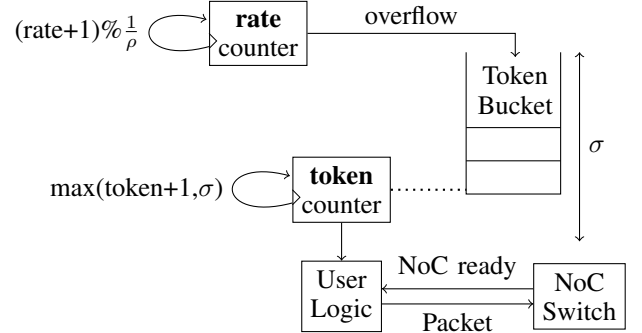 (rate+1)%1/ρ
rate
counter
overflow
Token
Bucket
σ
max(token+1,σ)
token
counter
User
Logic
NoC ready
Packet
NoC
Switch